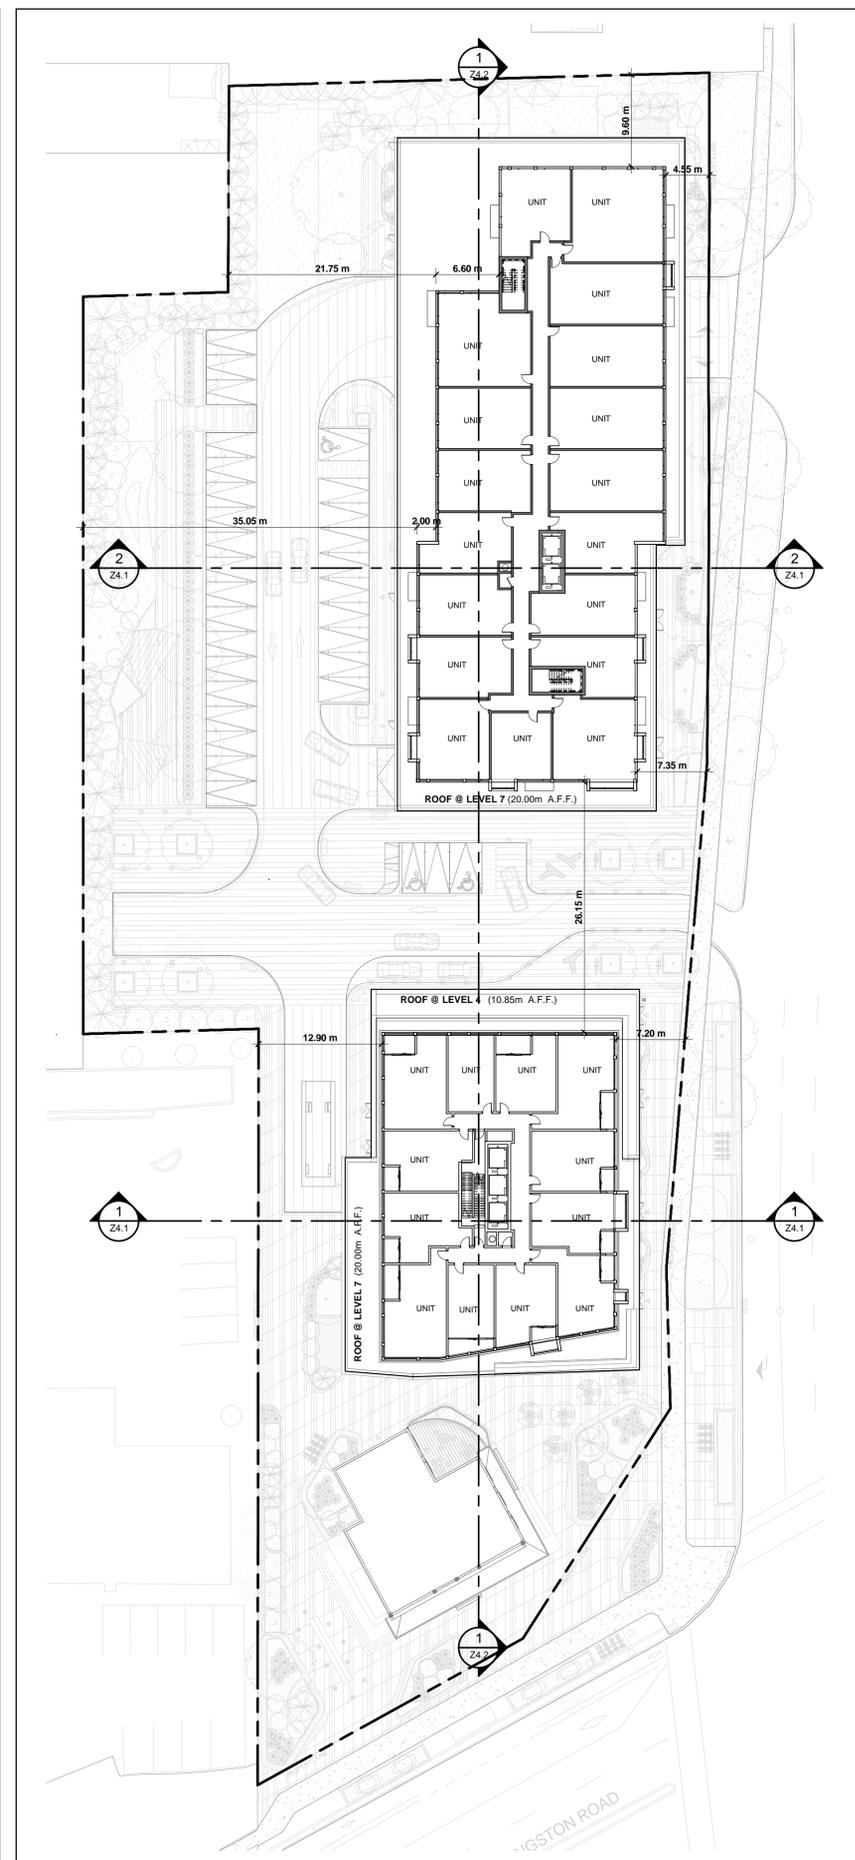 1
Z4.2
9.60 m
4.55 m
UNIT
UNIT
21.75 m
6.60 m
UNIT
UNIT
UNIT
UNIT
UNIT
UNIT
UNIT
35.05 m
2.00 m
UNIT
UNIT
2
Z4.1
2
Z4.1
UNIT
UNIT
UNIT
UNIT
UNIT
UNIT
UNIT
7.35 m
ROOF @ LEVEL 7 (20.00m A.F.F.)
26.15 m
ROOF @ LEVEL 4 (10.85m A.F.F.)
12.90 m
7.20 m
UNIT
UNIT
UNIT
UNIT
UNIT
UNIT
1
Z4.1
UNIT
UNIT
1
Z4.1
ROOF @ LEVEL 7 (20.00m A.F.F.)
UNIT
UNIT
UNIT
UNIT
1
Z4.2
NGSTON ROAD